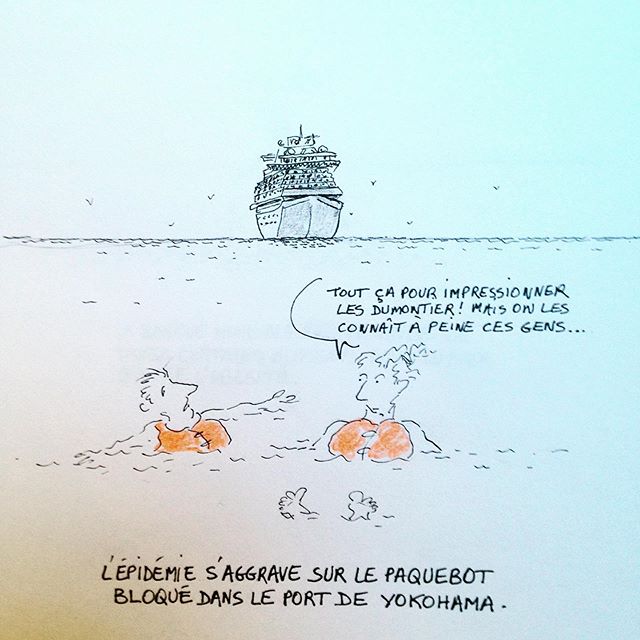 TOUT ÇA POUR IMPRESSIONNER
LES DUMONTIER! MAIS ON LES
CONNAÎT A PEINE CES GENS...
L'ÉPIDÉMIE S'AGGRAVE SUR LE PAQUEBOT
BLOQUÉ DANS LE PORT DE YOKOHAMA.